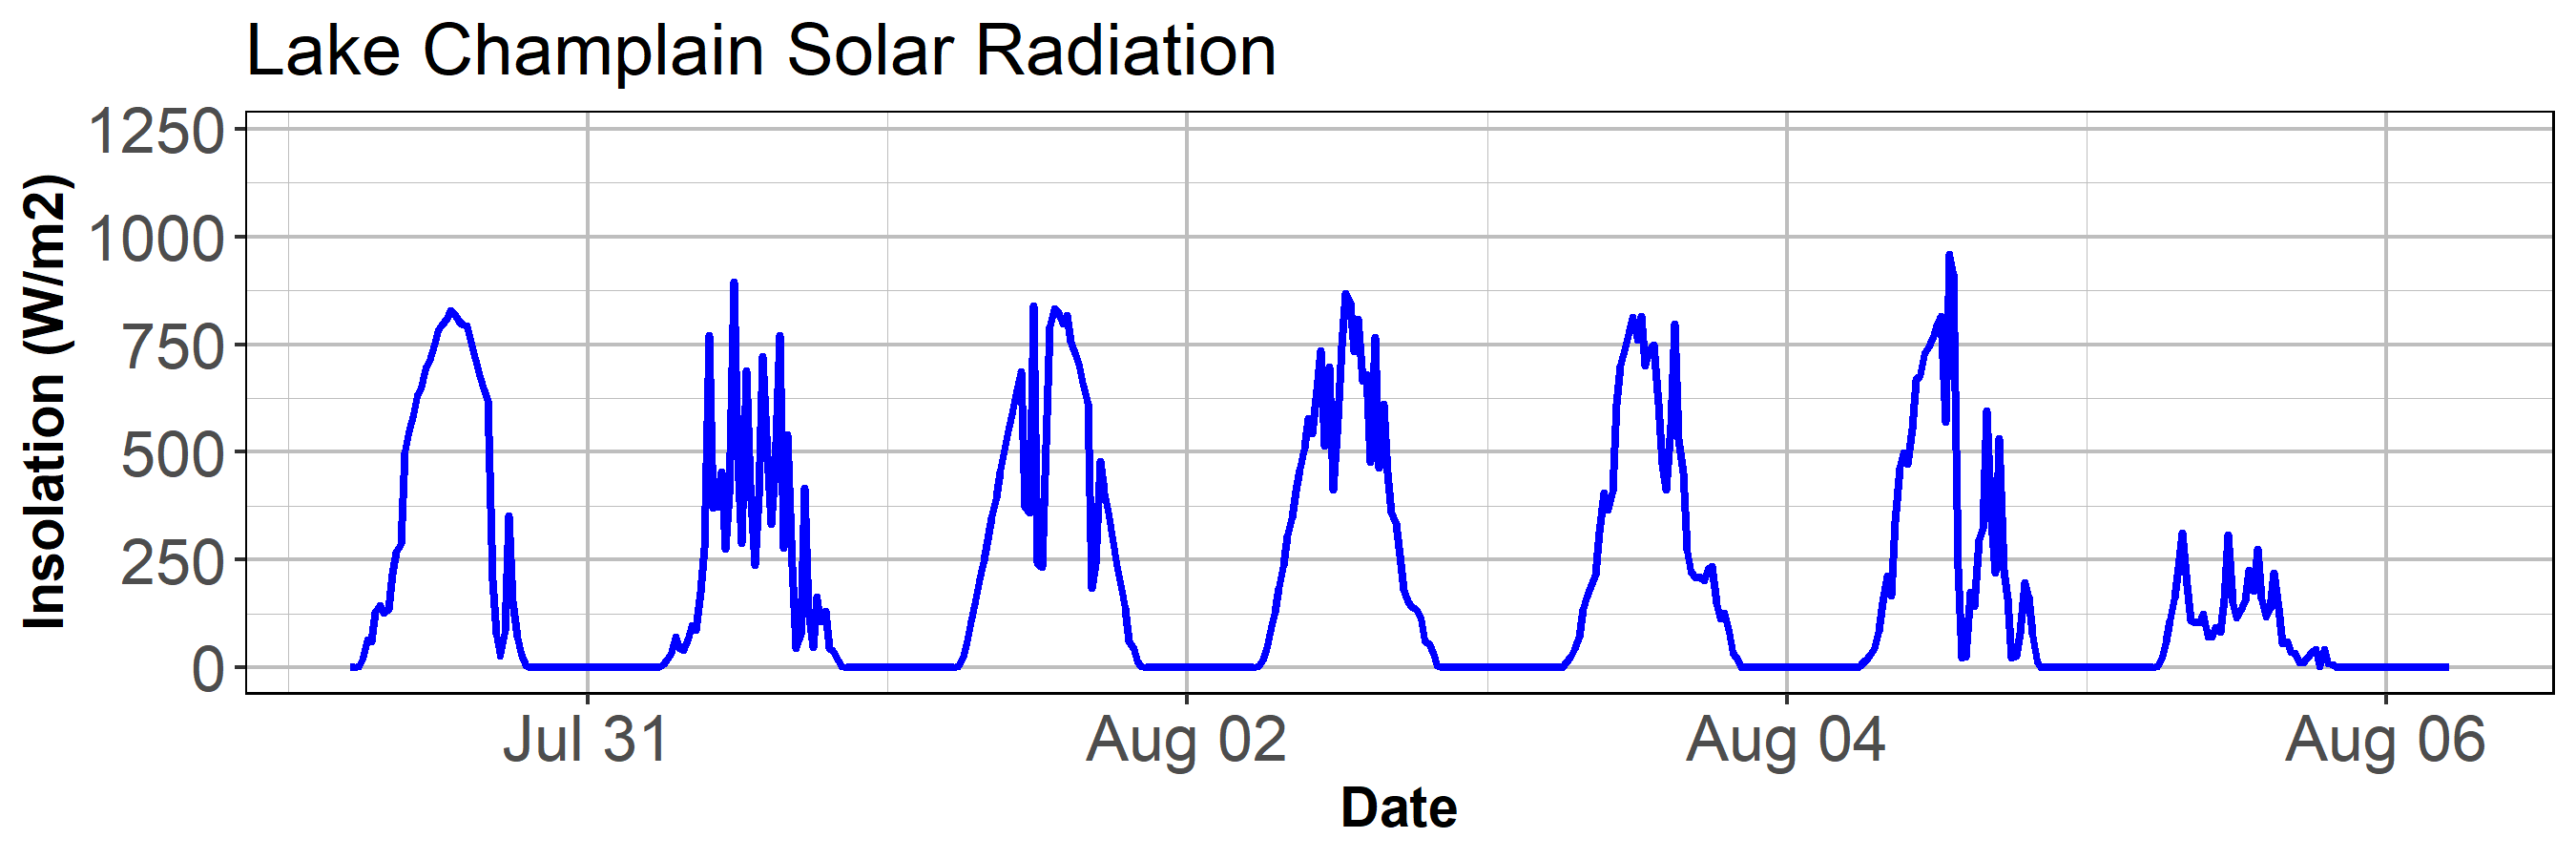 Lake Champlain Solar Radiation
1250
1000
750
500
250
0
Insolation (W/m2)
Jul 31 Aug 02 Aug 04 Aug 06
Date